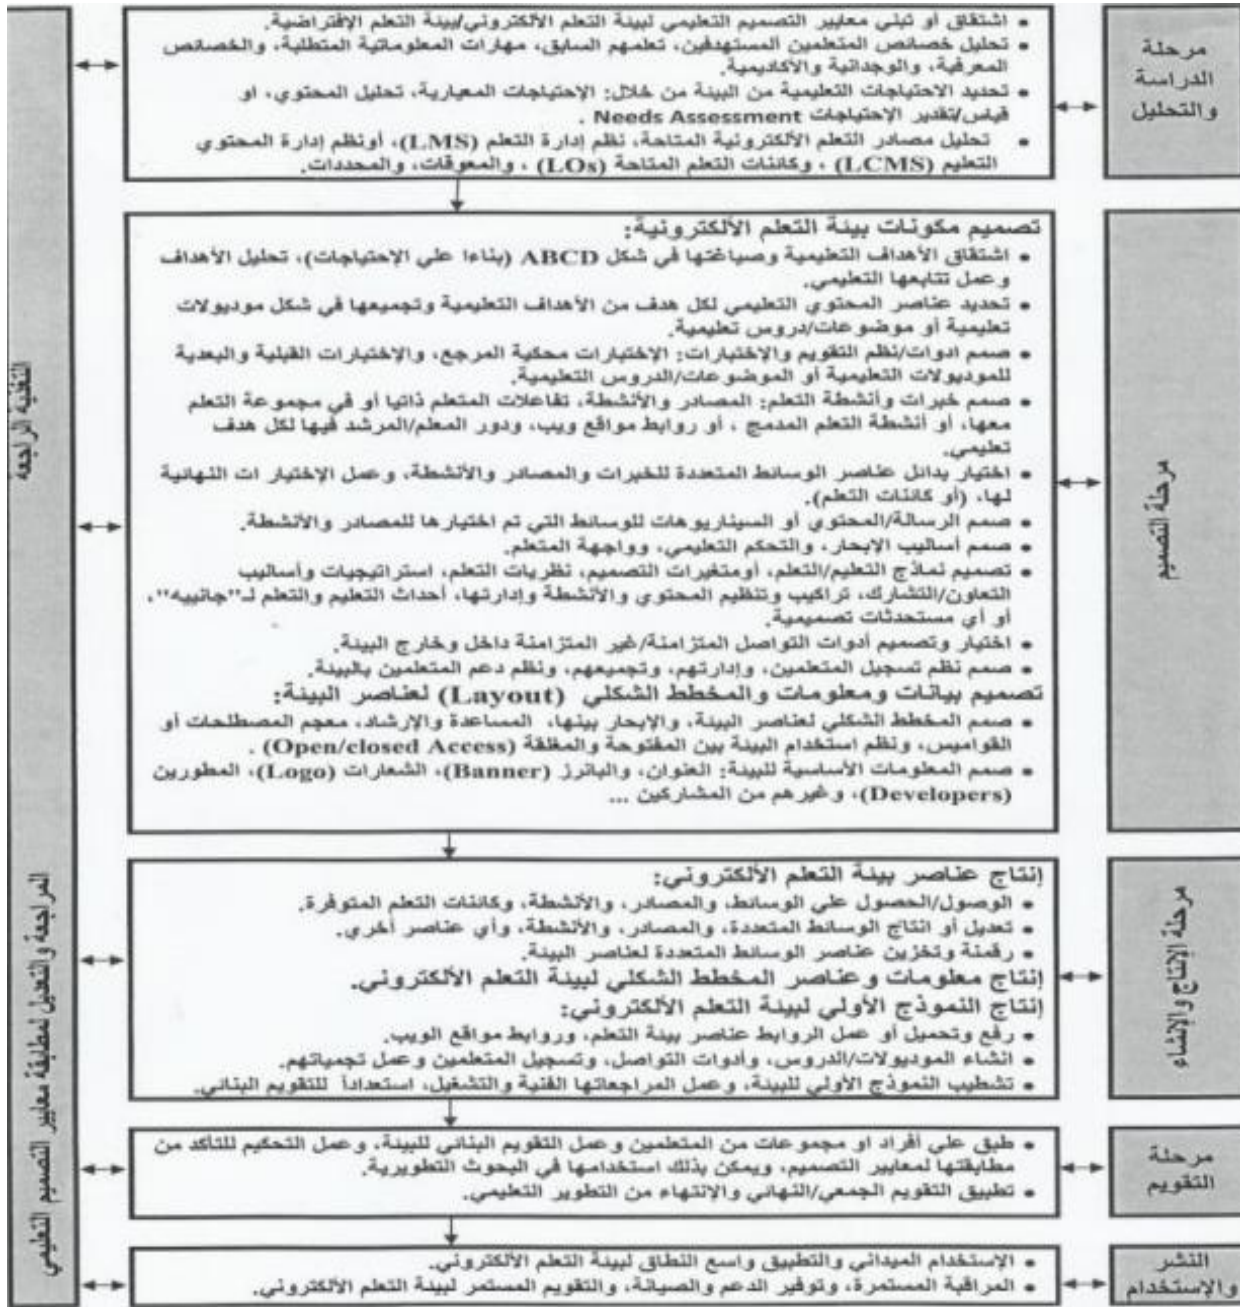 مرحلة
الدراسة
والتحليل
• اشتقاق أو تبني معايير التصميم التعليمي لبيئة التعلم الألكتروني/بيئة التعلم الإفتراضية.
• تحليل خصائص المتعلمين المستهدفين، تعلمهم السابق، مهارات المعلوماتية المتطلبة، والخصائص
المعرفية، والوجدانية والأكاديمية.
• تحديد الاحتياجات التعليمية من البيئة من خلال: الإحتياجات المعيارية، تحليل المحتوي، او
قياس/تقدير الإحتياجات Needs Assessment .
• تحليل مصادر التعلم الألكترونية المتاحة، نظم إدارة التعلم (LMS)، أونظم إدارة المحتوي
التعليم (LCMS) ، وكائنات التعلم المتاحة (LOs) ، والمعوقات، والمحددات.
مرحلة التصميم
تصميم مكونات بيئة التعلم الألكترونية:
• اشتقاق الأهداف التعليمية وصياغتها في شكل ABCD (بناءا علي الإحتياجات)، تحليل الأهداف
وعمل تتابعها التعليمي.
• تحديد عناصر المحتوي التعليمي لكل هدف من الأهداف التعليمية وتجميعها في شكل موديولات
تعليمية أو موضوعات/دروس تعليمية.
• صمم ادوات/نظم التقويم والإختبارات: الإختبارات محكية المرجع، والإختبارات القبلية والبعدية
للموديولات التعليمية أو الموضوعات/الدروس التعليمية.
• صمم خبرات وأنشطة التعلم: المصادر والأنشطة، تفاعلات المتعلم ذاتيا أو في مجموعة التعلم
معها، أو أنشطة التعلم المدمج ، أو روابط مواقع ويب، ودور المعلم/المرشد فيها لكل هدف
تعليمي.
• اختيار بدائل عناصر الوسائط المتعددة للخبرات والمصادر والأنشطة، وعمل الإختيار ات النهائية
لها، (أو كائنات التعلم).
• صمم الرسالة/المحتوي أو السيناريوهات للوسائط التي تم اختيارها للمصادر والأنشطة.
• صمم أساليب الإبحار، والتحكم التعليمي، وواجهة المتعلم.
• تصميم نماذج التعليم/التعلم، أومتغيرات التصميم، نظريات التعلم، استراتيجيات وأساليب
التعاون/التشارك، تراكيب وتنظيم المحتوي والأنشطة وإدارتها، أحداث التعليم والتعلم لـ"جانييه"،
أو أي مستحدثات تصميمية.
• اختيار وتصميم أدوات التواصل المتزامنة/غير المتزامنة داخل وخارج البيئة.
• صمم نظم تسجيل المتعلمين، وإدارتهم، وتجميعهم، ونظم دعم المتعلمين بالبيئة.
تصميم بيانات ومعلومات والمخطط الشكلي (Layout) لعناصر البيئة:
• صمم المخطط الشكلي لعناصر البيئة، والإبحار بينها، المساعدة والإرشاد، معجم المصطلحات أو
القواميس، ونظم استخدام البيئة بين المفتوحة والمغلقة (Open/closed Access) .
• صمم المعلومات الأساسية للبيئة: العنوان، والبانرز (Banner)، الشعارات (Logo)، المطورين
(Developers)، وغيرهم من المشاركين ...
مرحلة الإنتاج والإنشاء
إنتاج عناصر بيئة التعلم الألكتروني:
• الوصول/الحصول علي الوسائط، والمصادر، والأنشطة، وكائنات التعلم المتوفرة.
• تعديل أو انتاج الوسائط المتعددة، والمصادر، والأنشطة، وأي عناصر أخري.
• رقمنة وتخزين عناصر الوسائط المتعددة لعناصر البيئة.
إنتاج معلومات وعناصر المخطط الشكلي لبيئة التعلم الألكتروني.
إنتاج النموذج الأولي لبيئة التعلم الألكتروني:
• رفع وتحميل أو عمل الروابط عناصر بيئة التعلم، وروابط مواقع الويب.
• انشاء الموديولات/الدروس، وأدوات التواصل، وتسجيل المتعلمين وعمل تجمياتهم.
• تشطيب النموذج الأولي للبيئة، وعمل المراجعاتها الفنية والتشغيل، استعداداً للتقويم البنائي.
مرحلة
التقويم
• طبق علي أفراد او مجموعات من المتعلمين وعمل التقويم البنائي للبيئة، وعمل التحكيم للتأكد من
مطابقتها لمعايير التصميم، ويمكن بذلك استخدامها في البحوث التطويرية.
• تطبيق التقويم الجمعي/النهائي والإنتهاء من التطوير التعليمي.
النشر
والإستخدام
• الإستخدام الميداني والتطبيق واسع النطاق لبيئة التعلم الألكتروني.
• المراقبة المستمرة، وتوفير الدعم والصيانة، والتقويم المستمر لبيئة التعلم الألكتروني.
التغذية الراجعة
المراجعة والتعديل لمطابقة معايير التصميم التعليمي